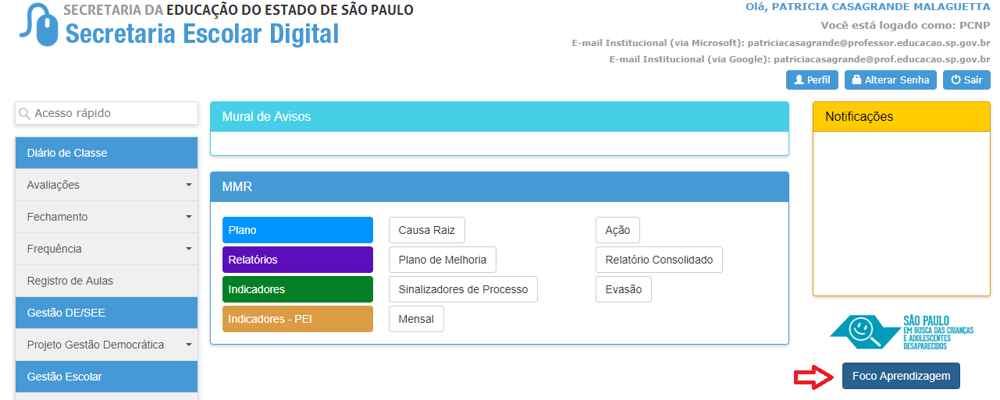 SECRETARIA DA EDUCAÇÃO DO ESTADO DE SÃO PAULO
Secretaria Escolar Digital
Olá, PATRICIA CASAGRANDE MALAGUETTA
Você está logado como: PCNP
E-mail Institucional (via Microsoft): patriciacasagrande@professor.educacao.sp.gov.br
E-mail Institucional (via Google): patriciacasagrande@prof.educacao.sp.gov.br
Perfil Alterar Senha Sair
Acesso rápido
Diário de Classe
Avaliações
Fechamento
Frequência
Registro de Aulas
Gestão DE/SEE
Projeto Gestão Democrática
Gestão Escolar
Mural de Avisos
MMR
Plano Causa Raiz Ação
Relatórios Plano de Melhoria Relatório Consolidado
Indicadores Sinalizadores de Processo Evasão
Indicadores - PEI Mensal
Notificações
SÃO PAULO
EM BUSCA DAS CRIANÇAS
E ADOLESCENTES
DESAPARECIDOS
Foco Aprendizagem